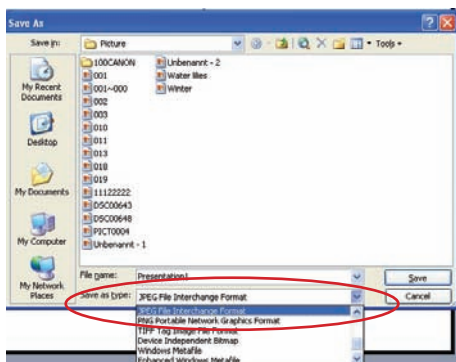 Save As
Save in:
Picture
Tools
100CANON
001
001~000
002
003
010
011
013
018
019
11122222
DSC00643
DSC00648
PICT0004
Unbenannt - 1
Unbenannt - 2
Water lilies
Winter
My Recent
Documents
Desktop
My Documents
My Computer
My Network
Places
File name:
Presentation1
Save
Save as type:
JPEG File Interchange Format
Cancel
JPEG File Interchange Format
PNG Portable Network Graphics Format
TIFF Tag Image File Format
Device Independent Bitmap
Windows Metafile
Enhanced Windows Metafile